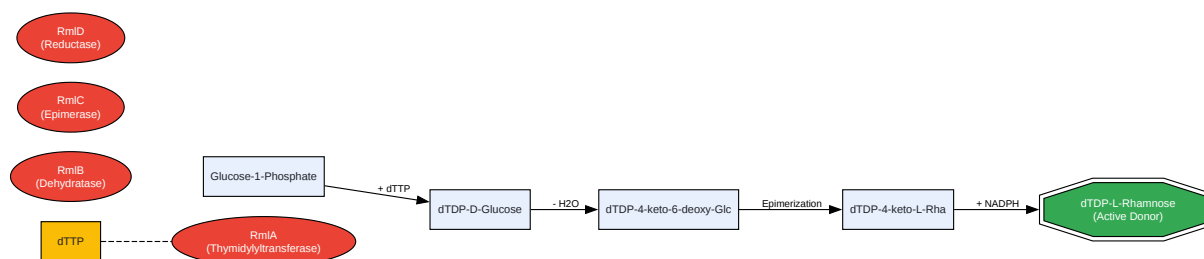 RmlD
(Reductase)
RmlC
(Epimerase)
RmlB
(Dehydratase)
dTTP
RmlA
(Thymidylyltransferase)
Glucose-1-Phosphate
+ dTTP
dTDP-D-Glucose
- H2O
dTDP-4-keto-6-deoxy-Glc
Epimerization
dTDP-4-keto-L-Rha
+ NADPH
dTDP-L-Rhamnose
(Active Donor)